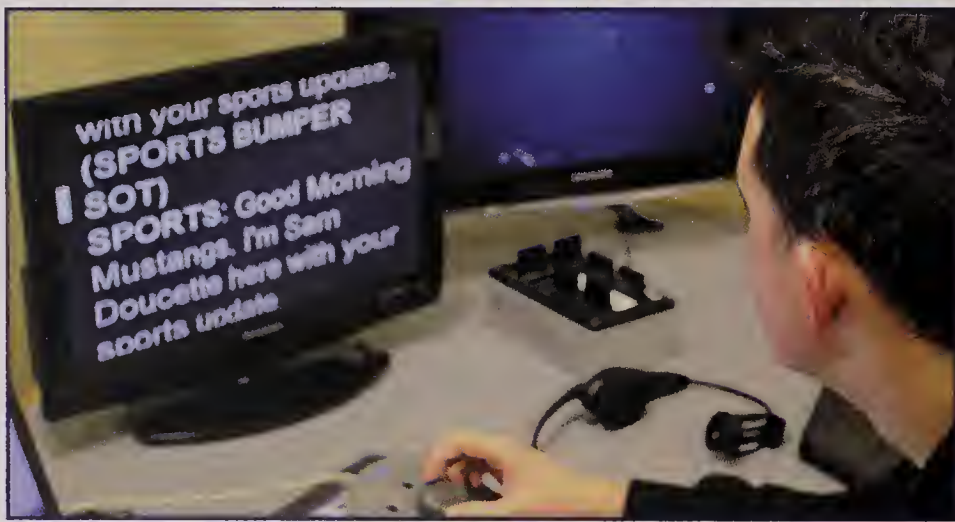 with your sports update.
(SPORTS BUMPER
SOT)
SPORTS: Good Morning
Mustangs, I'm Sam
Doucette here with your
sports update.